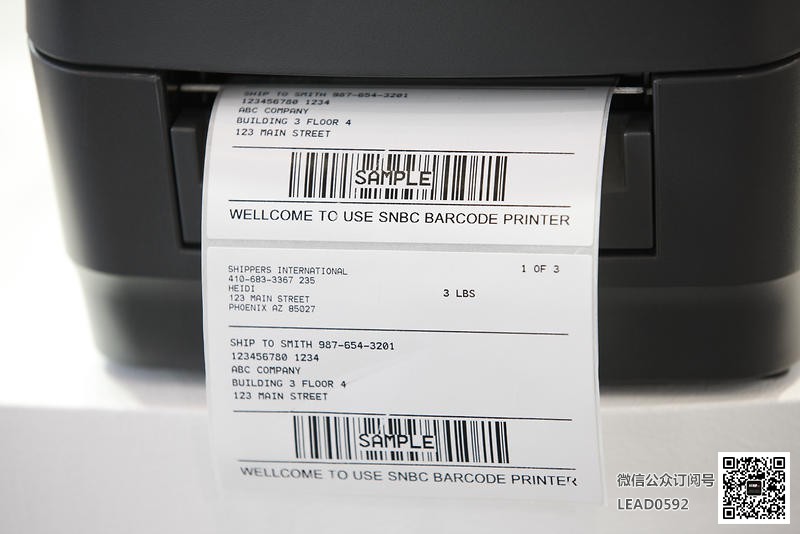 SHIP TO SMITH 987-654-3201
123456780 1234
ABC COMPANY
BUILDING 3 FLOOR 4
123 MAIN STREET
SAMPLE
WELLCOME TO USE SNBC BARCODE PRINTER
SHIPPERS INTERNATIONAL
1 OF 3
410-683-3367 235
HEIDI
3 LBS
123 MAIN STREET
PHOENIX AZ 85027
SHIP TO SMITH 987-654-3201
123456780 1234
ABC COMPANY
BUILDING 3 FLOOR 4
123 MAIN STREET
SAMPLE
WELLCOME TO USE SNBC BARCODE PRINTER
微信公众订阅号
LEAD0592